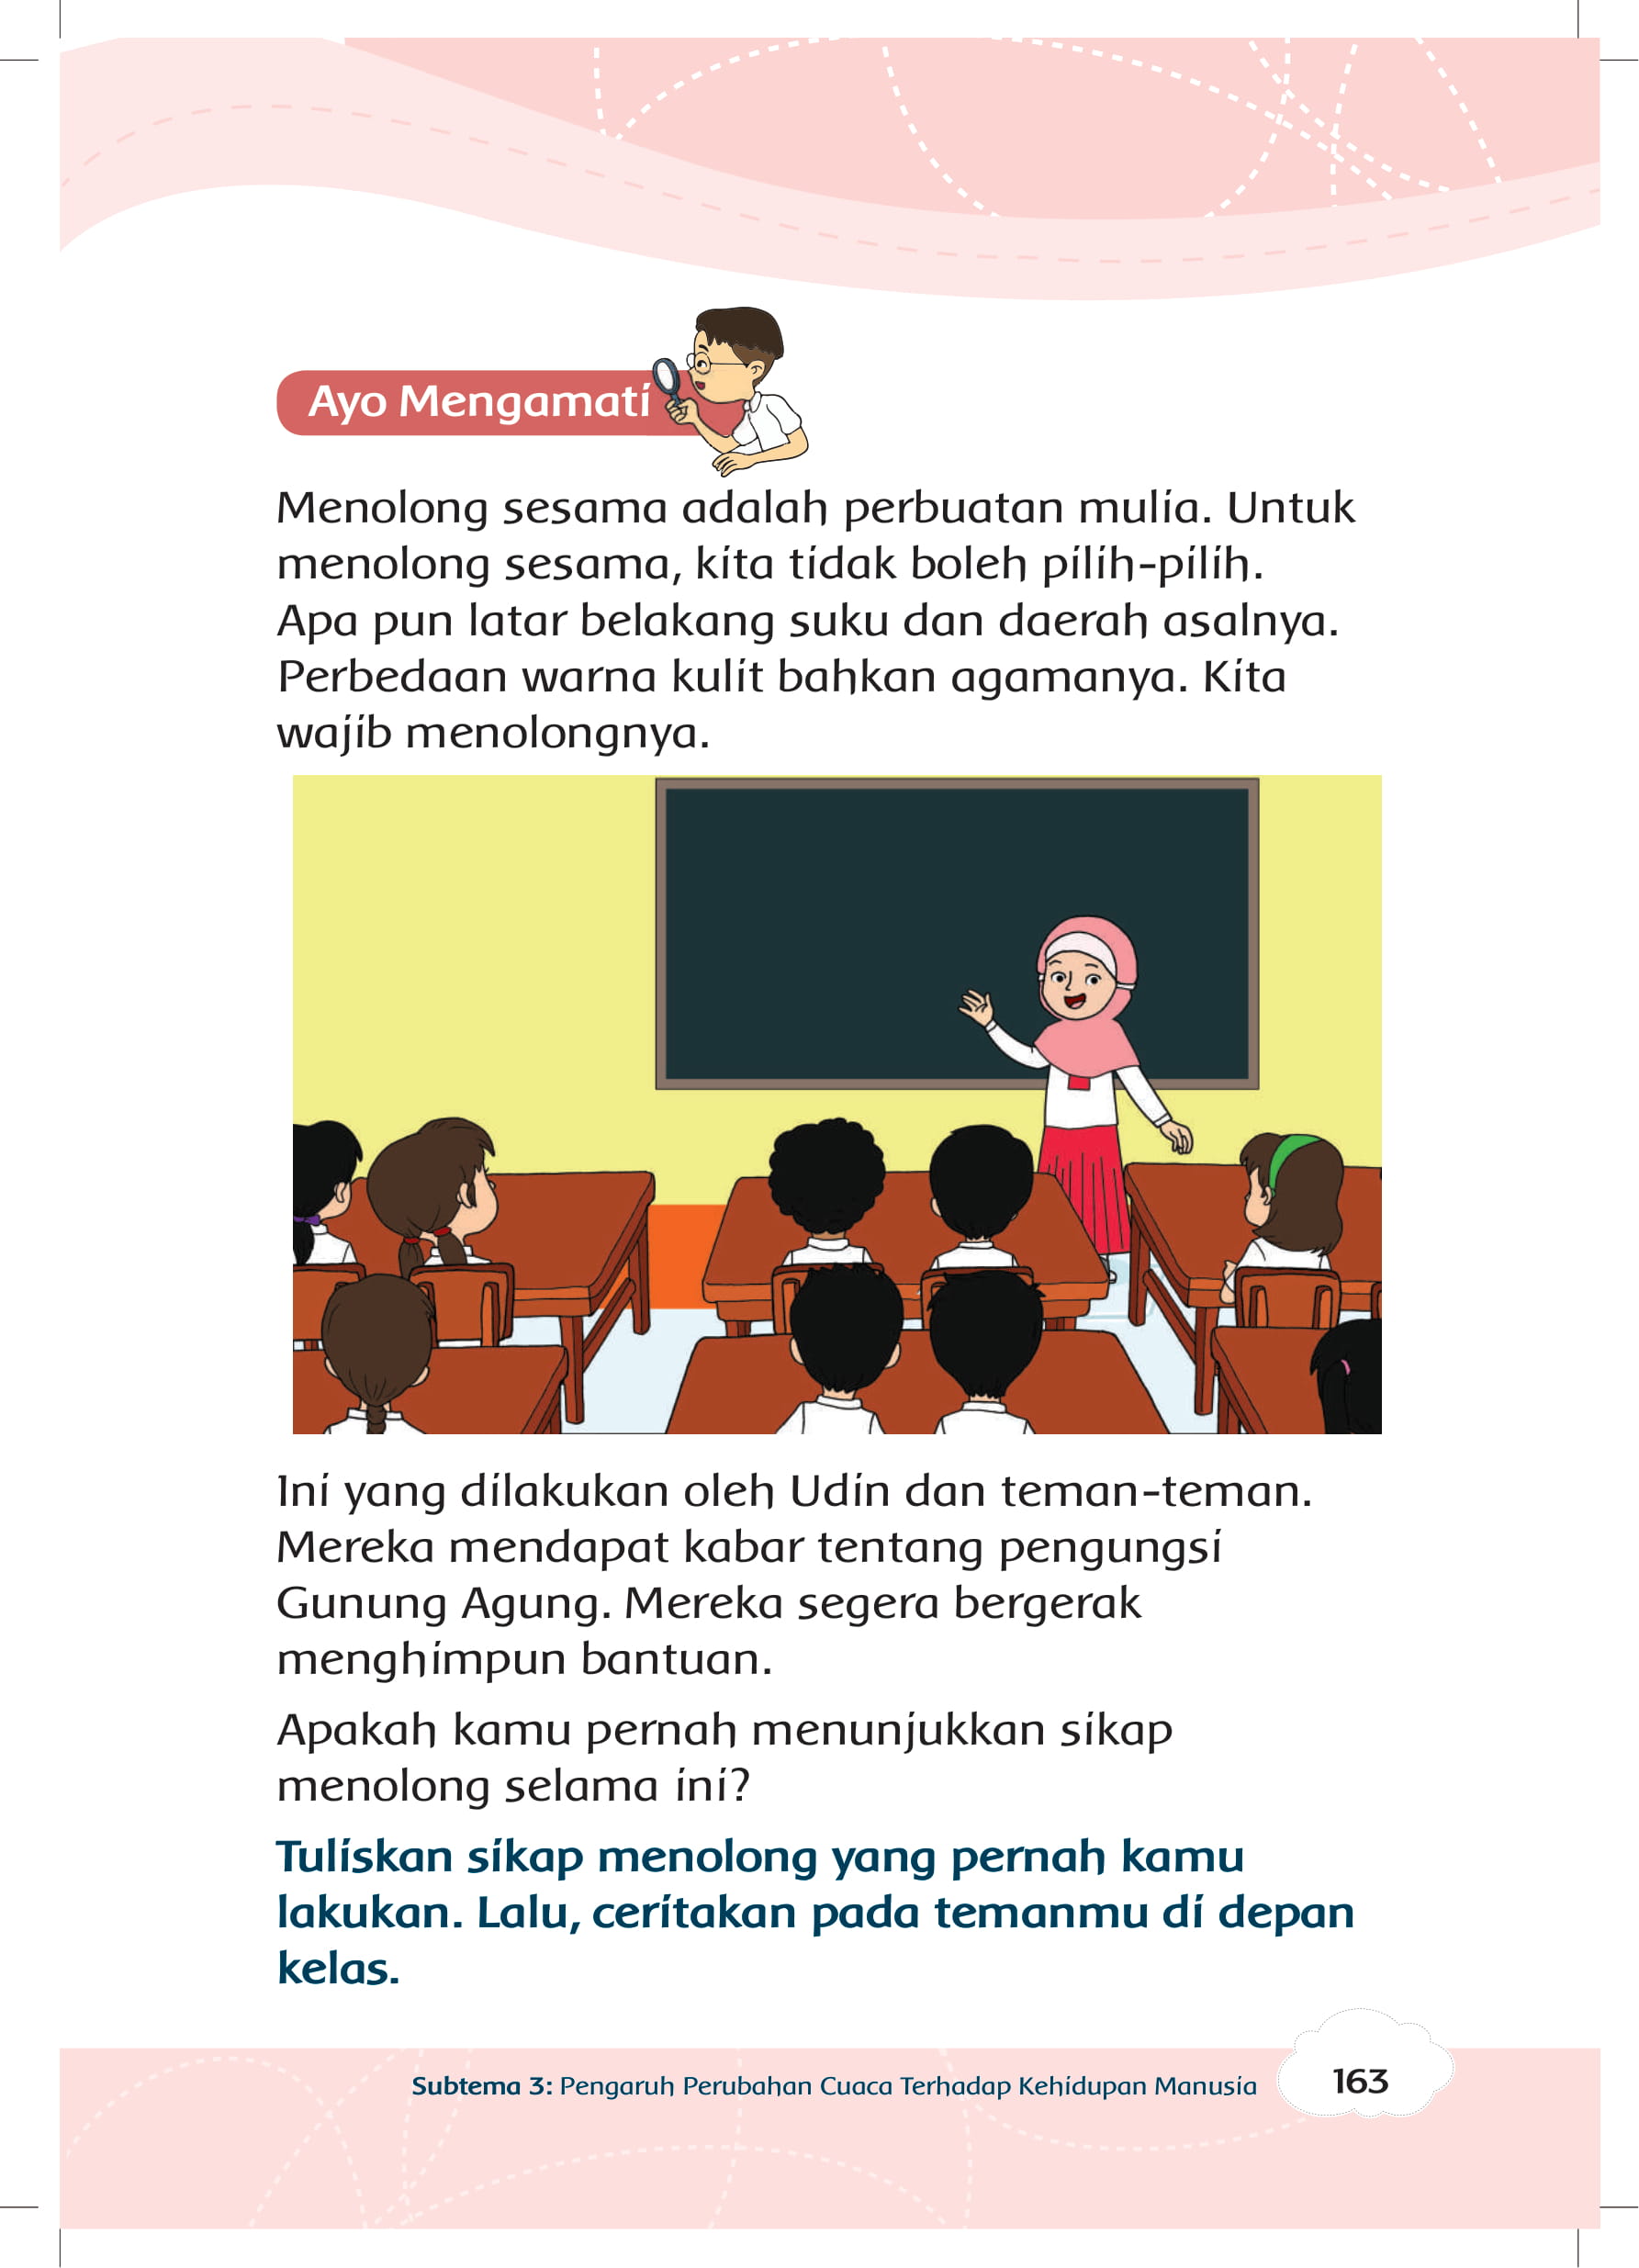 Ayo Mengamati
Menolong sesama adalah perbuatan mulia. Untuk
menolong sesama, kita tidak boleh pilih-pilih.
Apa pun latar belakang suku dan daerah asalnya.
Perbedaan warna kulit bahkan agamanya. Kita
wajib menolongnya.
Ini yang dilakukan oleh Udin dan teman-teman.
Mereka mendapat kabar tentang pengungsi
Gunung Agung. Mereka segera bergerak
menghimpun bantuan.
Apakah kamu pernah menunjukkan sikap
menolong selama ini?
Tuliskan sikap menolong yang pernah kamu
lakukan. Lalu, ceritakan pada temanmu di depan
kelas.
Subtema 3: Pengaruh Perubahan Cuaca Terhadap Kehidupan Manusia
163